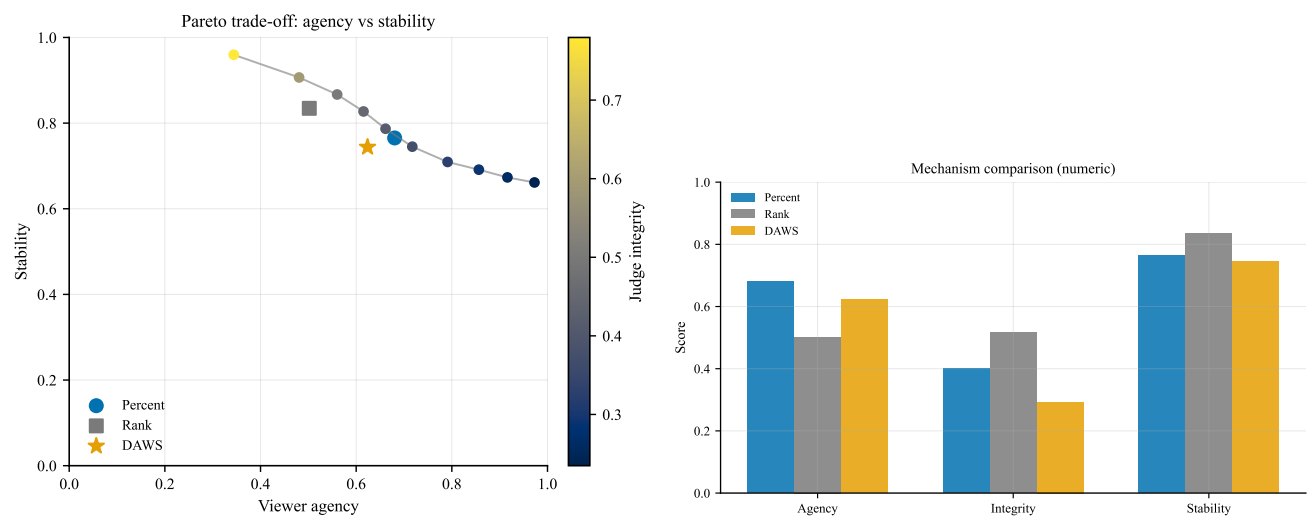 Pareto trade-off: agency vs stability
1.0
0.8
0.6
0.4
0.2
0.0
Stability
0.0 0.2 0.4 0.6 0.8 1.0
Viewer agency
Percent
Rank
DAWS
0.7
0.6
0.5
0.4
0.3
Judge integrity
Mechanism comparison (numeric)
1.0
0.8
0.6
0.4
0.2
0.0
Score
Percent
Rank
DAWS
Agency Integrity Stability